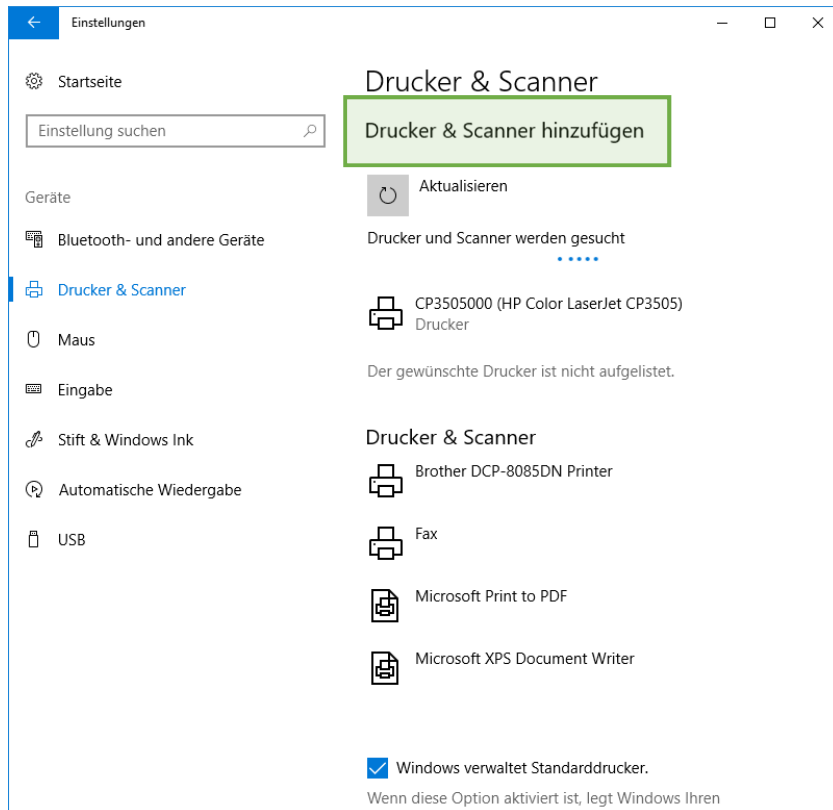 Einstellungen
Startseite
Einstellung suchen
Geräte
Bluetooth- und andere Geräte
Drucker & Scanner
Maus
Eingabe
Stift & Windows Ink
Automatische Wiedergabe
USB
Drucker & Scanner
Drucker & Scanner hinzufügen
Aktualisieren
Drucker und Scanner werden gesucht
CP3505000 (HP Color LaserJet CP3505)
Drucker
Der gewünschte Drucker ist nicht aufgelistet.
Drucker & Scanner
Brother DCP-8085DN Printer
Fax
Microsoft Print to PDF
Microsoft XPS Document Writer
Windows verwaltet Standarddrucker.
Wenn diese Option aktiviert ist, legt Windows Ihren